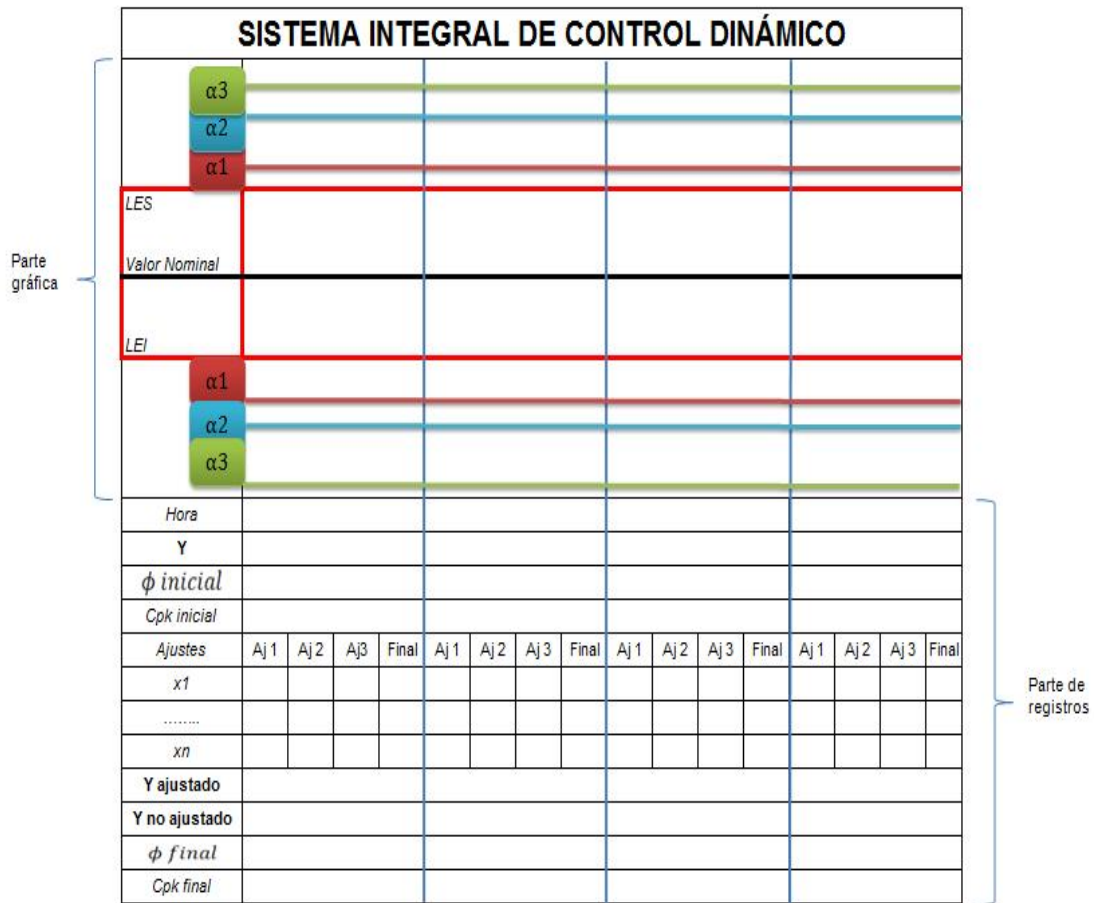 SISTEMA INTEGRAL DE CONTROL DINÁMICO
α3
α2
α1
LES
Valor Nominal
LEI
α1
α2
α3
Parte
gráfica
Hora
Y
ϕ inicial
Cpk inicial
Ajustes Aj 1 Aj 2 Aj3 Final Aj 1 Aj 2 Aj 3 Final Aj 1 Aj 2 Aj 3 Final Aj 1 Aj 2 Aj 3 Final
x1
........
xn
Y ajustado
Y no ajustado
ϕ final
Cpk final
Parte de
registros